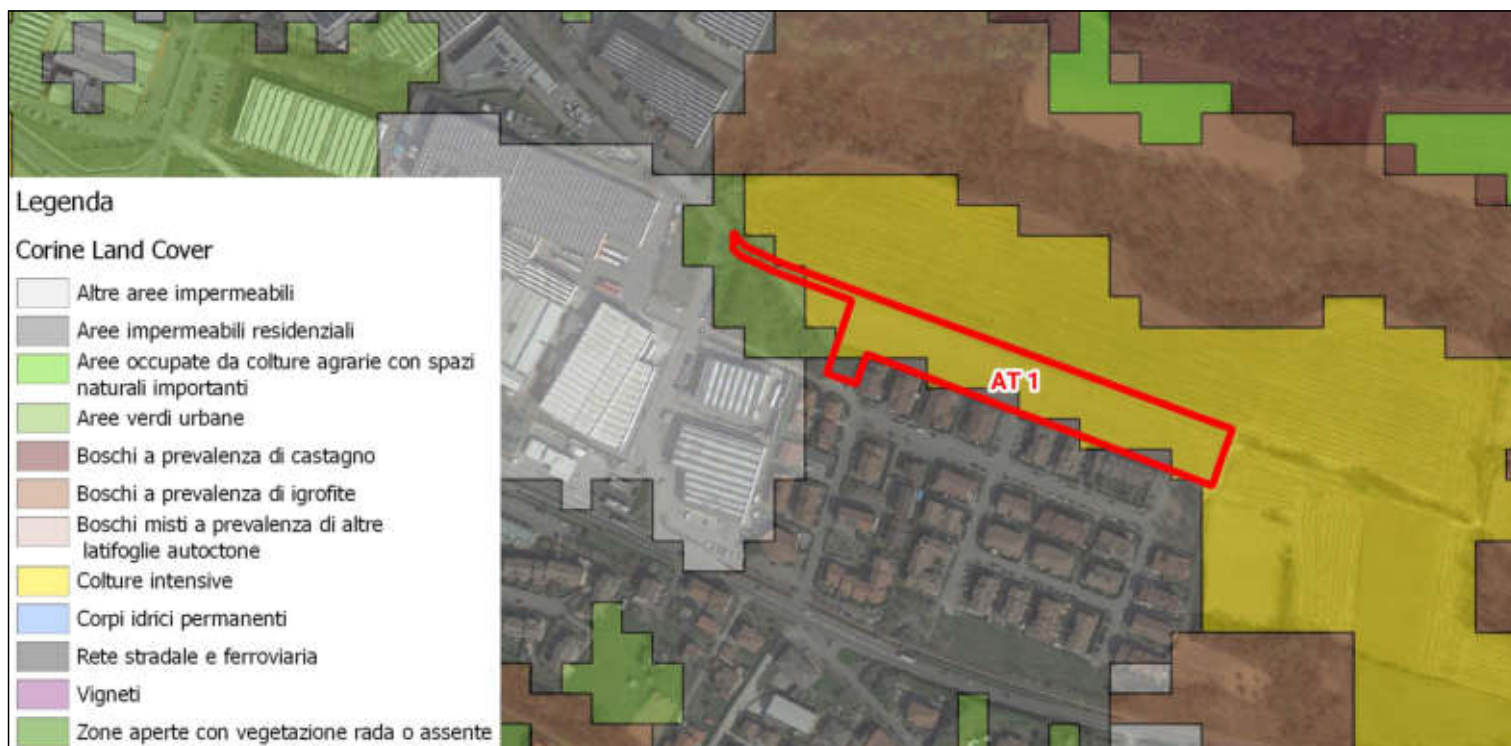 Legenda
Corine Land Cover
Altre aree impermeabili
Aree impermeabili residenziali
Aree occupate da colture agrarie con spazi
naturali importanti
Aree verdi urbane
Boschi a prevalenza di castagno
Boschi a prevalenza di igrofite
Boschi misti a prevalenza di altre
latifoglie autoctone
Colture intensive
Corpi idrici permanenti
Rete stradale e ferroviaria
Vigneti
Zone aperte con vegetazione rada o assente
AT 1